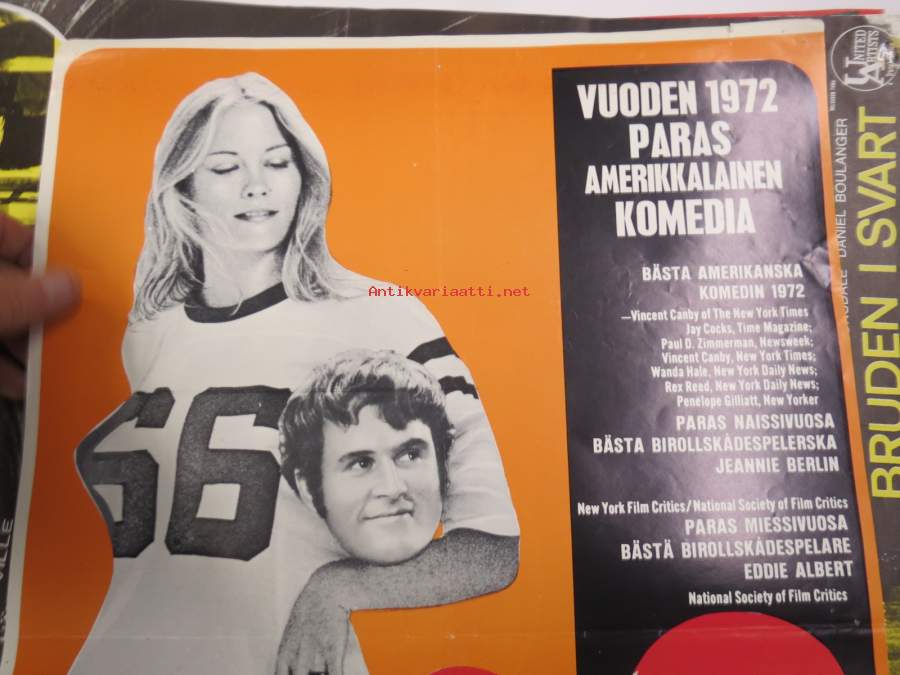 VUODEN 1972
PARAS
AMERIKKALAINEN
KOMEDIA
BÄSTA AMERIKANSKA
KOMEDIN 1972
—Vincent Canby of The New York Times
Jay Cocks, Time Magazine;
Paul D. Zimmerman, Newsweek;
Vincent Canby, New York Times;
Wanda Hale, New York Daily News;
Rex Reed, New York Daily News;
Penelope Gilliatt, New Yorker
PARAS NAISSIVUOSA
BÄSTA BIROLLSKÅDESPELERSKA
JEANNIE BERLIN
New York Film Critics/National Society of Film Critics
PARAS MIESSIVUOSA
BÄSTÄ BIROLLSKÅDESPELARE
EDDIE ALBERT
National Society of Film Critics
66
Antikvariaatti.net
UNITED
ARTISTS
UA
DANIEL BOULANGER
BRUDEN I SVART